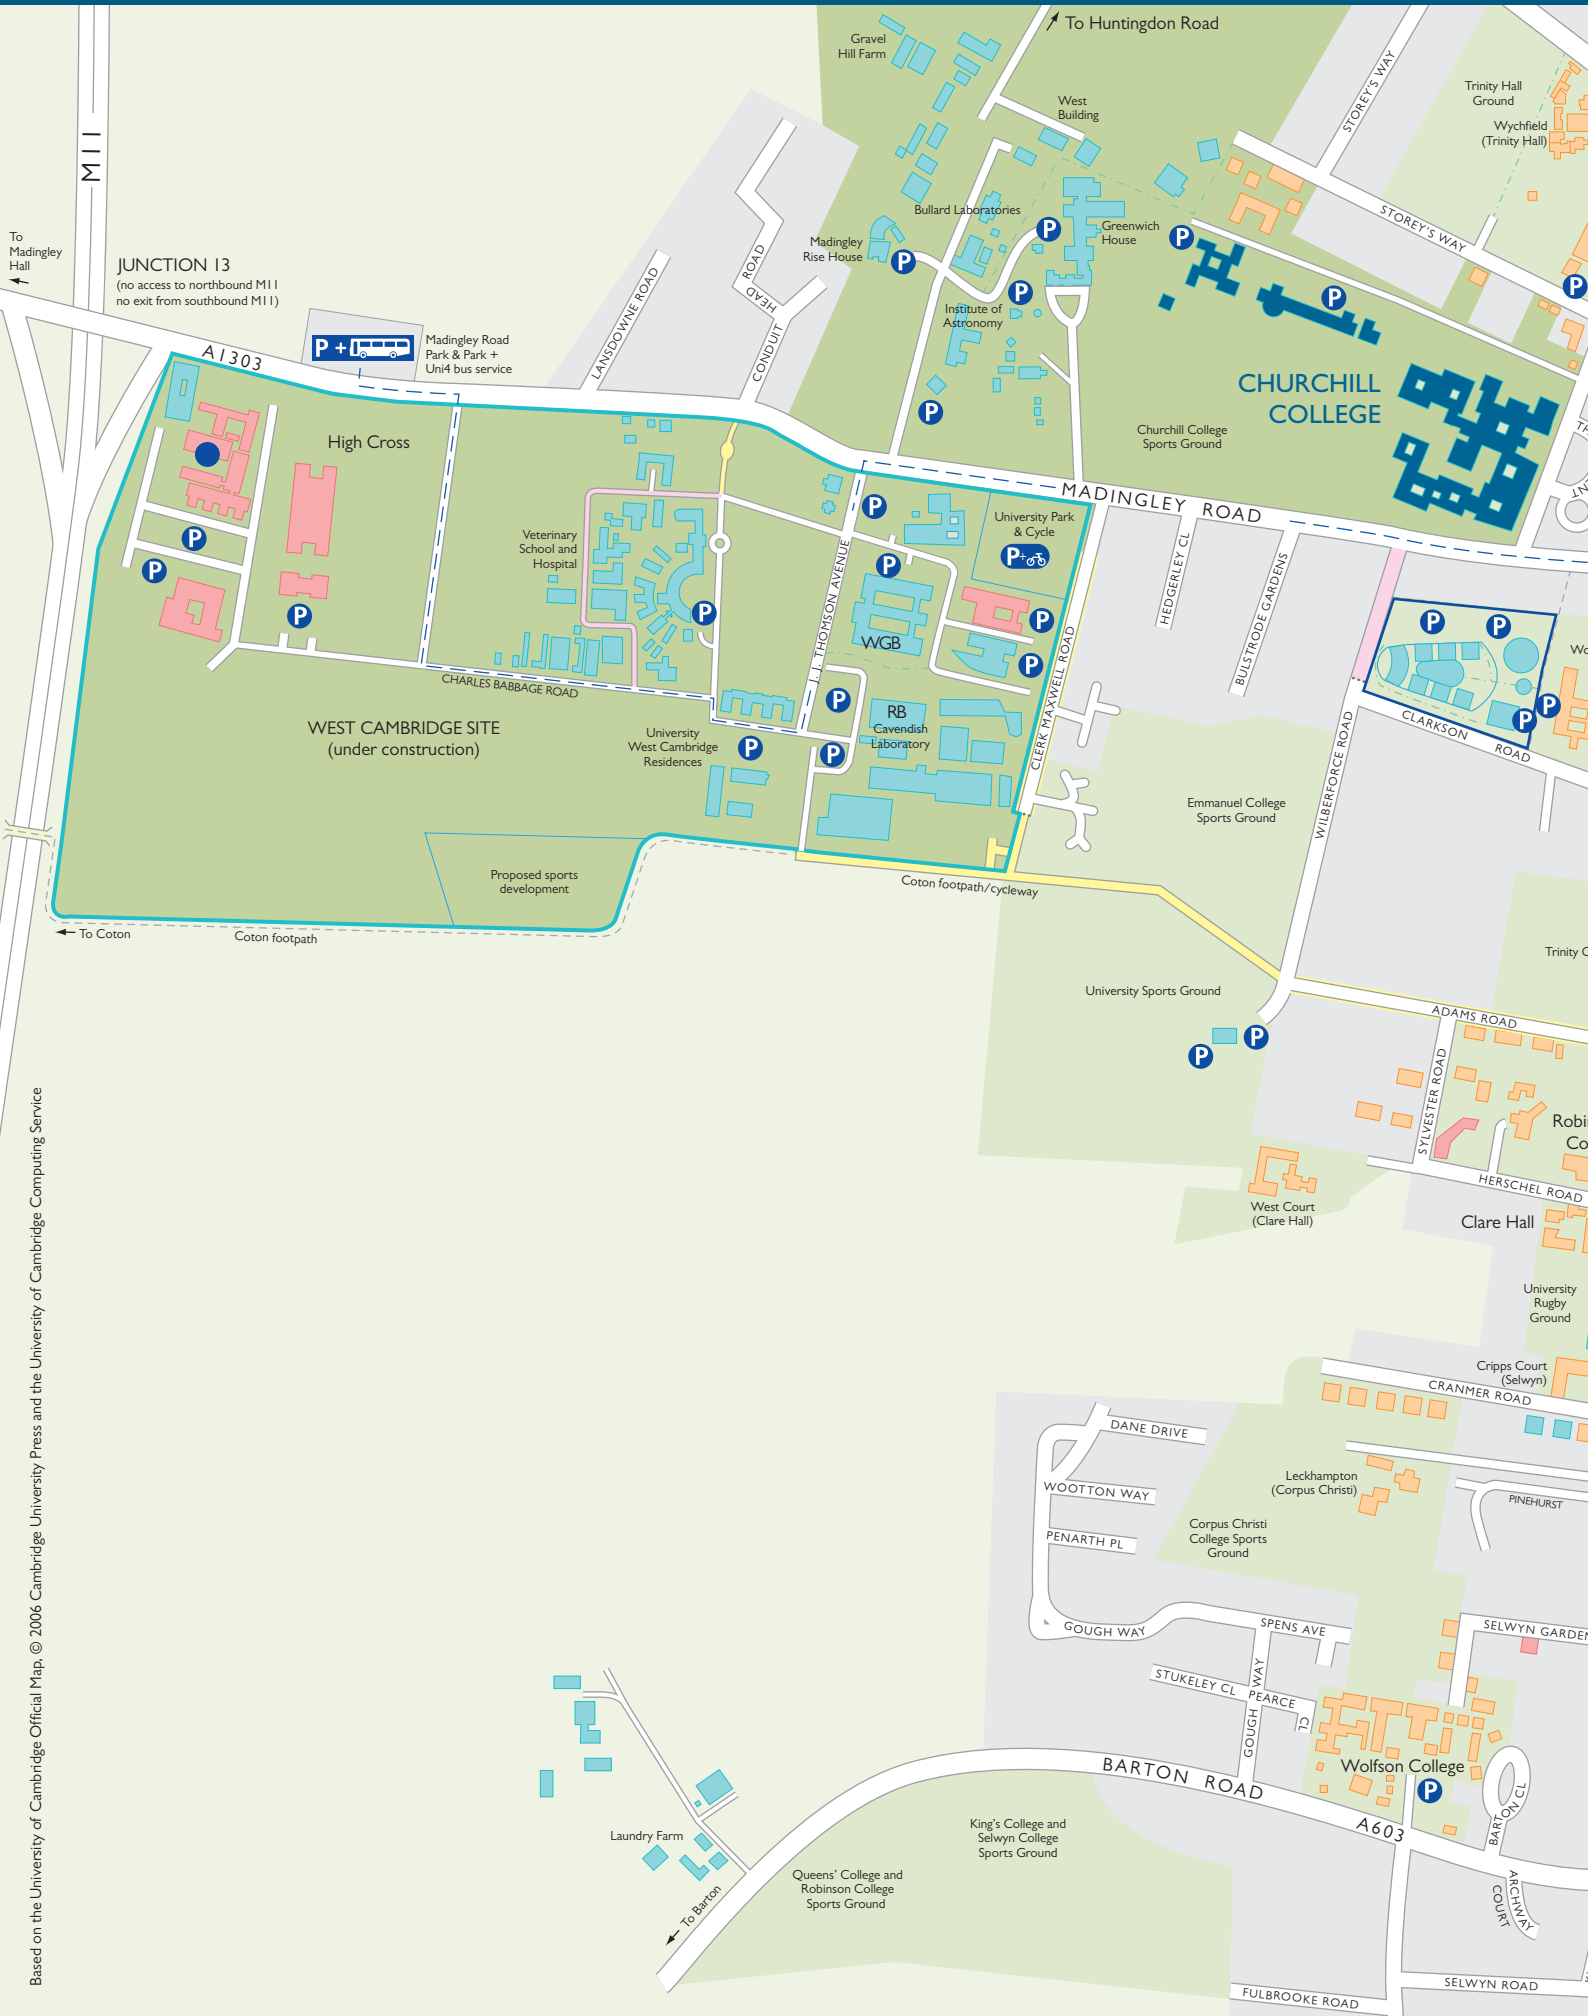 To Huntingdon Road
Gravel
Hill Farm
West
Building
STOREY'S WAY
Trinity Hall
Ground
Wychfield
(Trinity Hall)
M11
To
Madingley
Hall
JUNCTION 13
(no access to northbound M11
no exit from southbound M11)
Bullard Laboratories
Madingley
Rise House
P
Greenwich
House
P
P
STOREY'S WAY
P
P
P
Institute of
Astronomy
LANSDOWNE ROAD
CONDUIT
HEAD
ROAD
A1303
P +
Madingley Road
Park & Park +
Uni4 bus service
P
CHURCHILL
COLLEGE
Churchill College
Sports Ground
High Cross
MADINGLEY ROAD
P
P
P
Veterinary
School and
Hospital
P
J. J. THOMSON AVENUE
P
P
University Park
& Cycle
P+
WGB
P
P
CLERK MAXWELL ROAD
HEDGERLEY CL
BULSTRODE GARDENS
P
P
P
P
CLARKSON ROAD
WILBERFORCE ROAD
CHARLES BABBAGE ROAD
WEST CAMBRIDGE SITE
(under construction)
University
West Cambridge
Residences
P
P
P
RB
Cavendish
Laboratory
Emmanuel College
Sports Ground
Proposed sports
development
Coton footpath/cycleway
To Coton
Coton footpath
Trinity C
University Sports Ground
P
P
ADAMS ROAD
SYLVESTER ROAD
Robi
Co
HERSCHEL ROAD
West Court
(Clare Hall)
Clare Hall
University
Rugby
Ground
Cripps Court
(Selwyn)
CRANMER ROAD
DANE DRIVE
WOOTTON WAY
PENARTH PL
Leckhampton
(Corpus Christi)
PINEHURST
Corpus Christi
College Sports
Ground
GOUGH WAY
SPENS AVE
SELWYN GARDEN
STUKELEY CL
PEARCE CL
GOUGH WAY
Wolfson College
P
BARTON ROAD
A603
BARTON CL
ARCHWAY
COURT
King's College and
Selwyn College
Sports Ground
Laundry Farm
Queens' College and
Robinson College
Sports Ground
To Barton
SELWYN ROAD
FULBROOKE ROAD
Based on the University of Cambridge Official Map, © 2006 Cambridge University Press and the University of Cambridge Computing Service